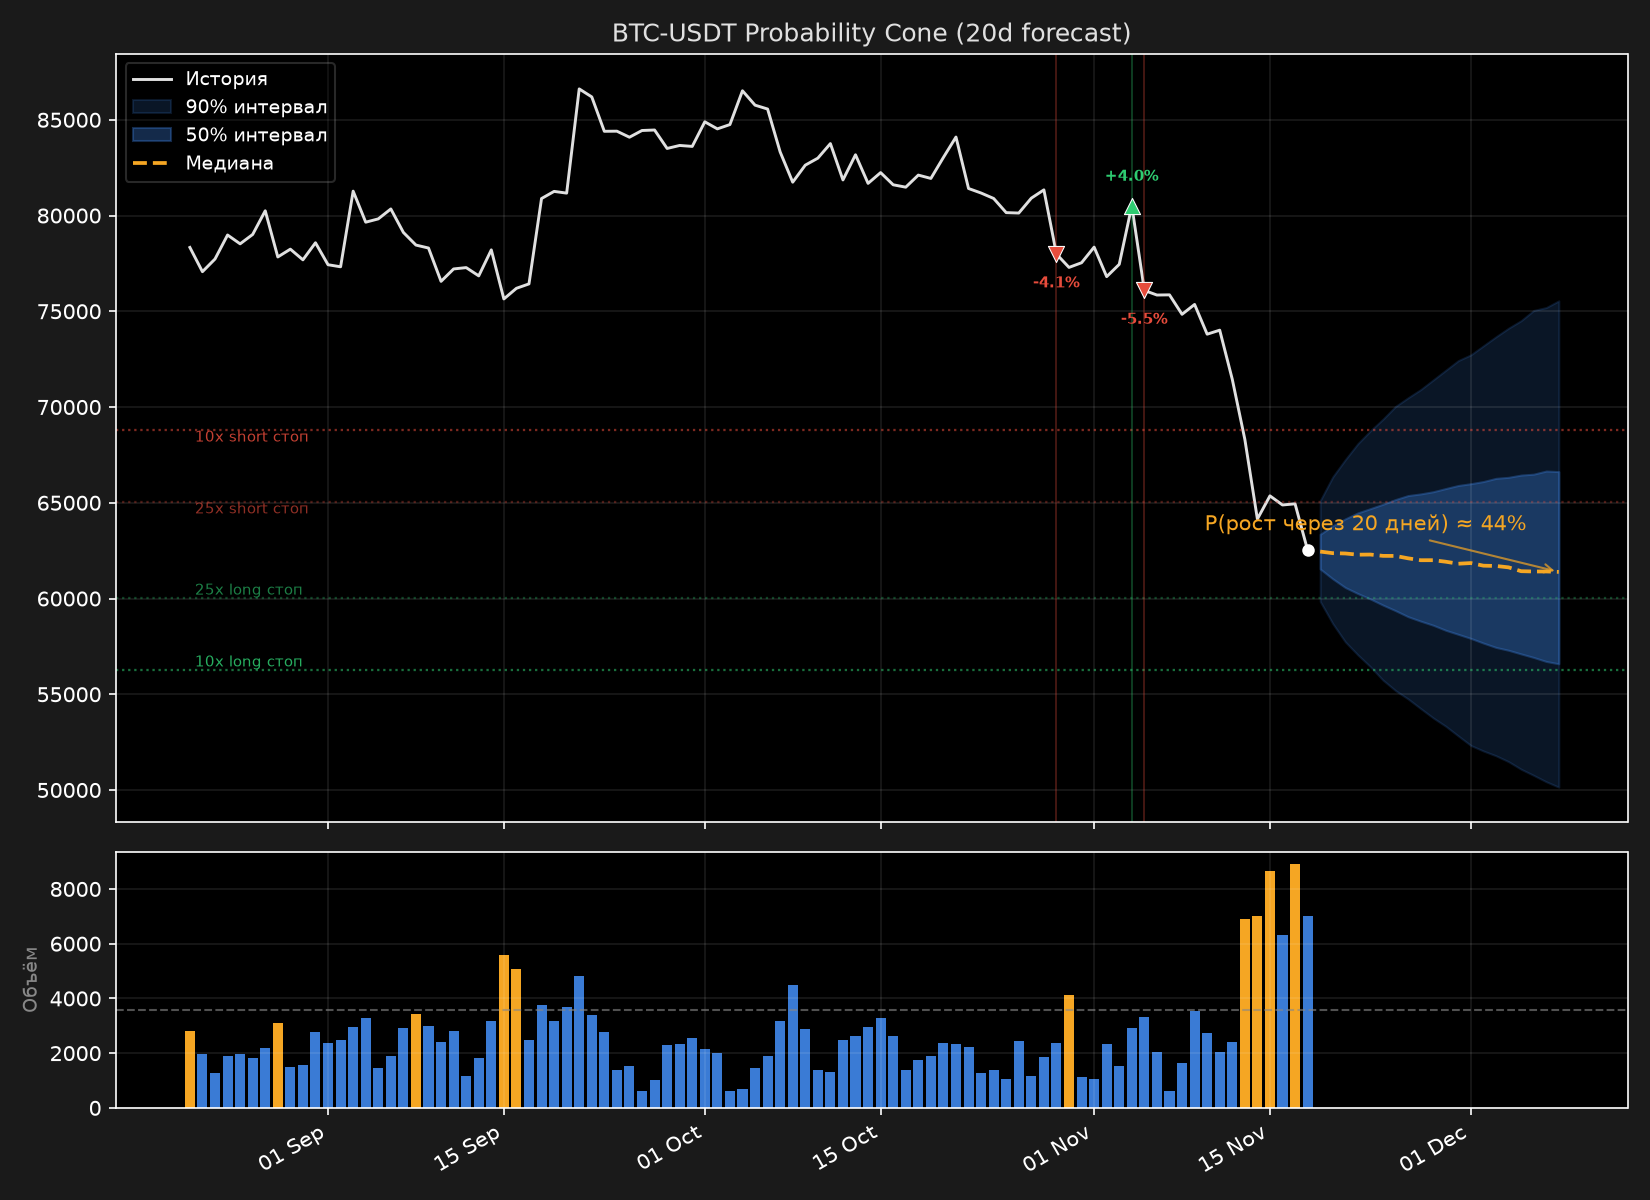 BTC-USDT Probability Cone (20d forecast)
История
90% интервал
50% интервал
Медиана
85000
80000
75000
70000
65000
60000
55000
50000
+4.0%
-4.1%
-5.5%
10x short стоп
25x short стоп
P(рост через 20 дней) ≈ 44%
25x long стоп
10x long стоп
Объём
8000
6000
4000
2000
0
01 Sep
15 Sep
01 Oct
15 Oct
01 Nov
15 Nov
01 Dec